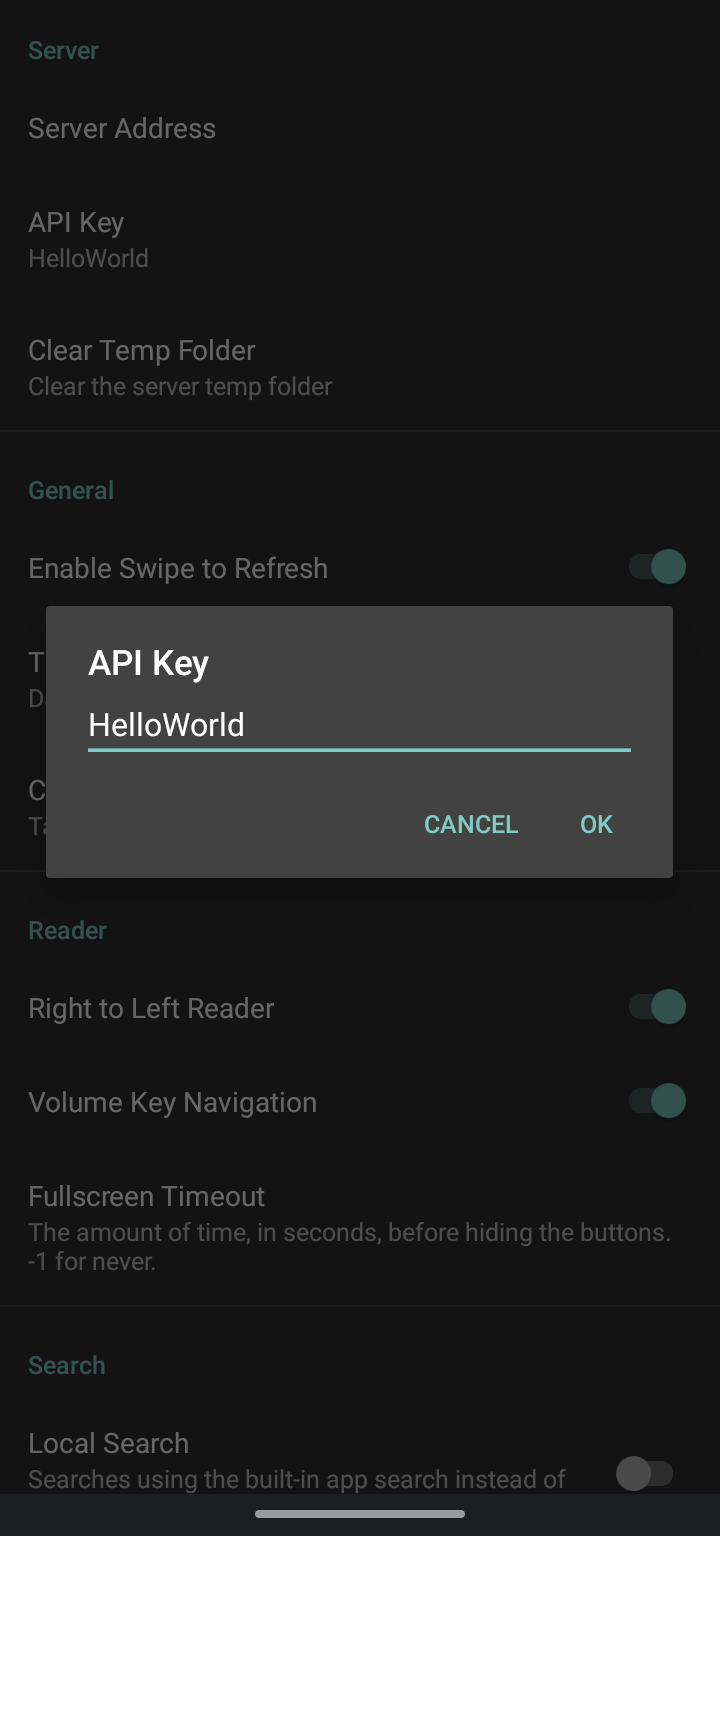 Server
Server Address
API Key
HelloWorld
Clear Temp Folder
Clear the server temp folder
General
Enable Swipe to Refresh
API Key
HelloWorld
CANCEL
OK
Reader
Right to Left Reader
Volume Key Navigation
Fullscreen Timeout
The amount of time, in seconds, before hiding the buttons.
-1 for never.
Search
Local Search
Searches using the built-in app search instead of